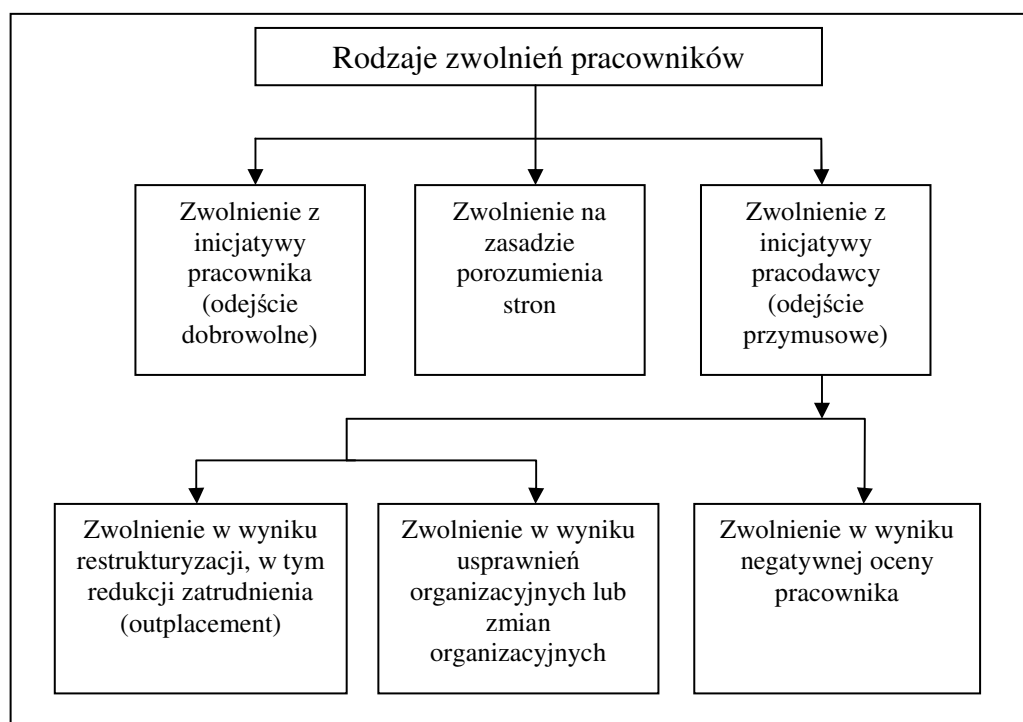 Rodzaje zwolnień pracowników
Zwolnienie z
inicjatywy
pracownika
(odejście
dobrowolne)
Zwolnienie na
zasadzie
porozumienia
stron
Zwolnienie z
inicjatywy
pracodawcy
(odejście
przymusowe)
Zwolnienie w wyniku
restrukturyzacji, w tym
redukcji zatrudnienia
(outplacement)
Zwolnienie w wyniku
usprawnień
organizacyjnych lub
zmian
organizacyjnych
Zwolnienie w wyniku
negatywnej oceny
pracownika